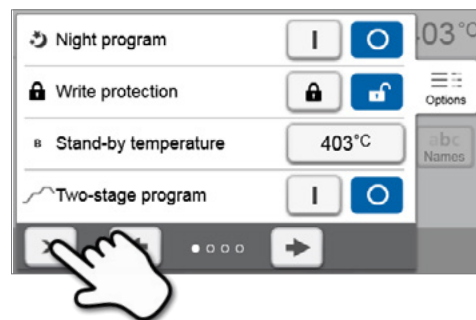 Night program I O
03°C
Write protection
Options
B Stand-by temperature 403°C
abc
Names
Two-stage program I O